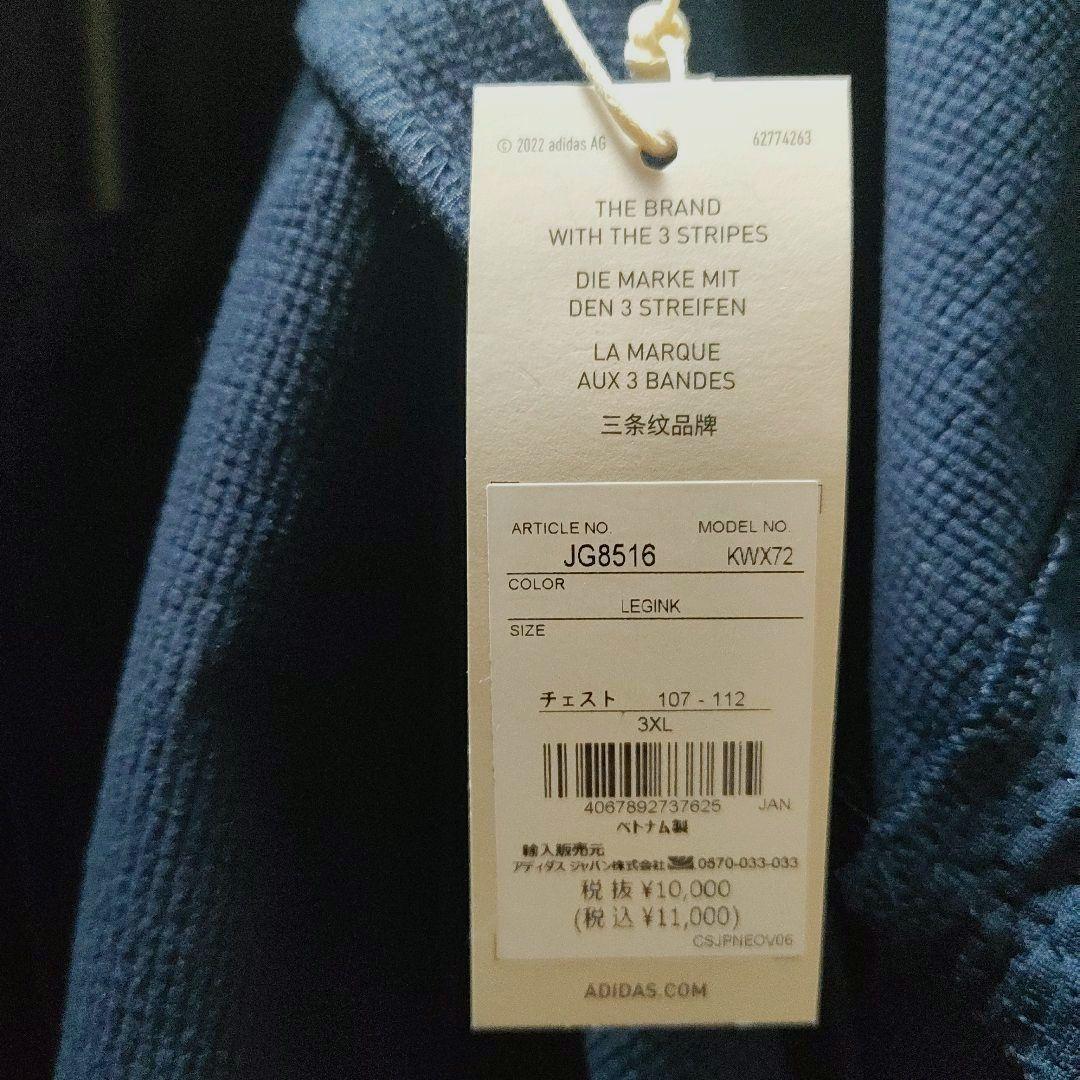 © 2022 adidas AG 62774263
THE BRAND
WITH THE 3 STRIPES
DIE MARKE MIT
DEN 3 STREIFEN
LA MARQUE
AUX 3 BANDES
三条纹品牌
ARTICLE NO. MODEL NO.
JG8516 KWX72
COLOR
LEGINK
SIZE
チェスト 107 - 112
3XL
4067892737625 JAN
ベトナム製
輸入販売元
アディダス ジャパン株式会社 0570-033-033
税 抜 ¥10,000
(税 込 ¥11,000)
CSJPNEOV06
ADIDAS.COM